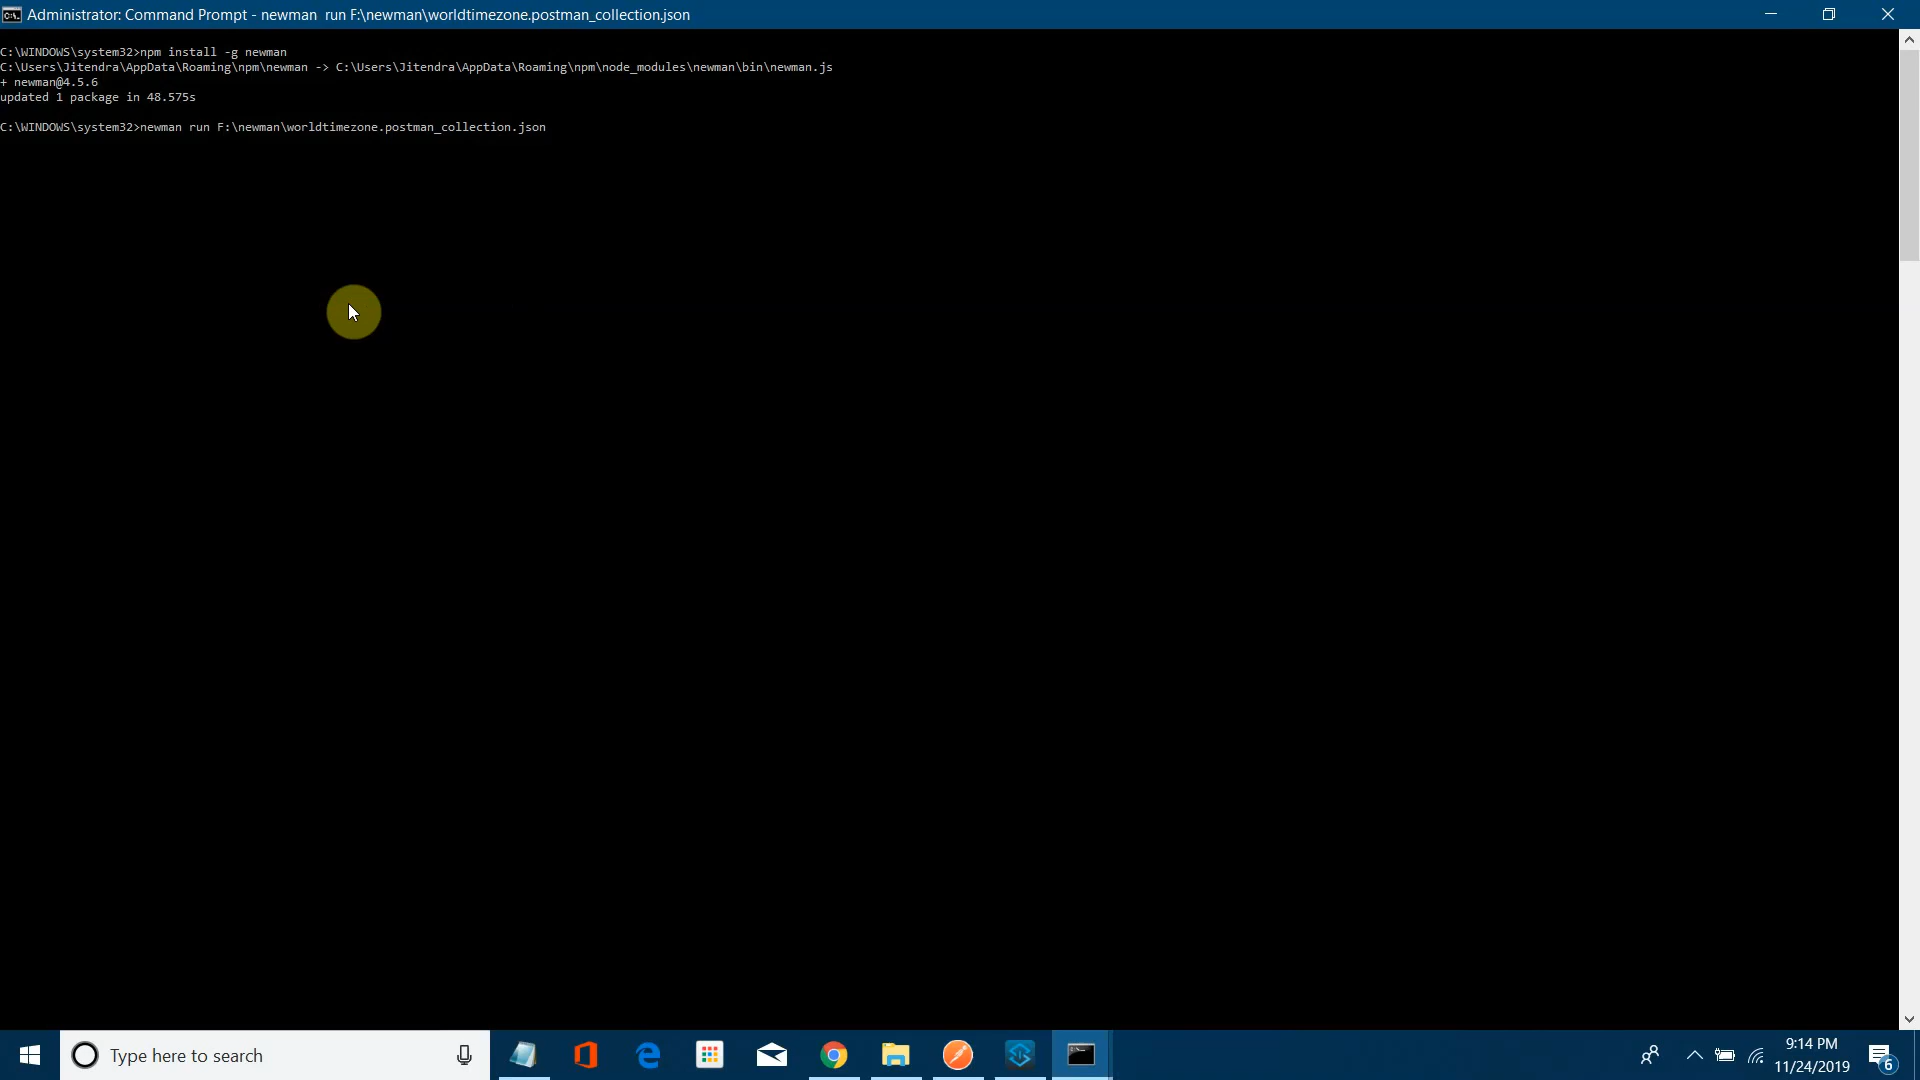 Administrator: Command Prompt - newman  run F:\newman\worldtimezone.postman_collection.json
C:\WINDOWS\system32>npm install -g newman
C:\Users\Jitendra\AppData\Roaming\npm\newman -> C:\Users\Jitendra\AppData\Roaming\npm\node_modules\newman\bin\newman.js
+ newman@4.5.6
updated 1 package in 48.575s
C:\WINDOWS\system32>newman run F:\newman\worldtimezone.postman_collection.json
Type here to search
9:14 PM
11/24/2019
6